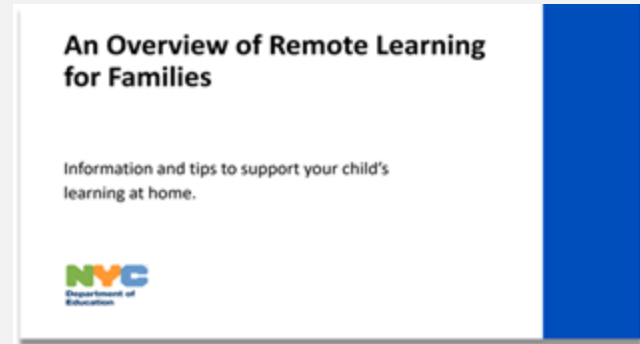 An Overview of Remote Learning
for Families
Information and tips to support your child's
learning at home.
NYC
Department of
Education